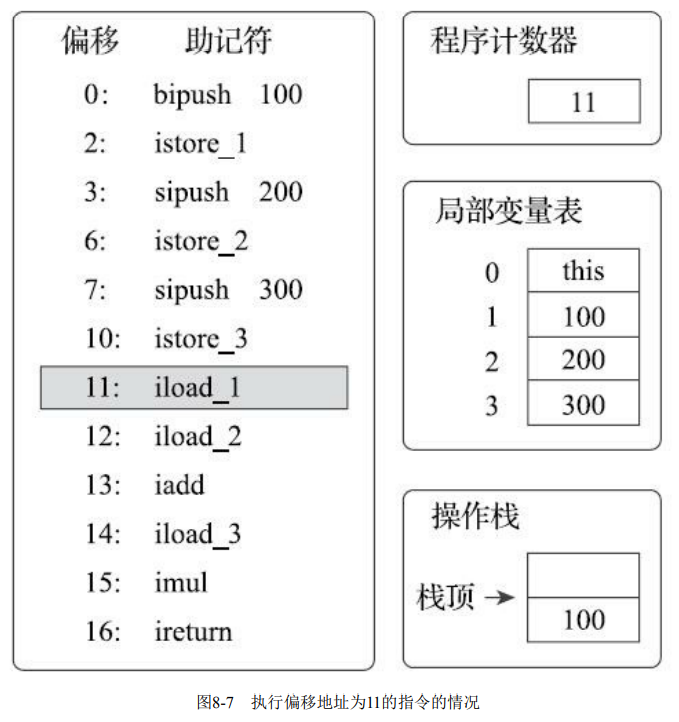 偏移 助记符
0: bipush 100
2: istore_1
3: sipush 200
6: istore_2
7: sipush 300
10: istore_3
11: iload_1
12: iload_2
13: iadd
14: iload_3
15: imul
16: ireturn
程序计数器
11
局部变量表
0 this
1 100
2 200
3 300
操作栈
栈顶
100
图8-7 执行偏移地址为11的指令的情况